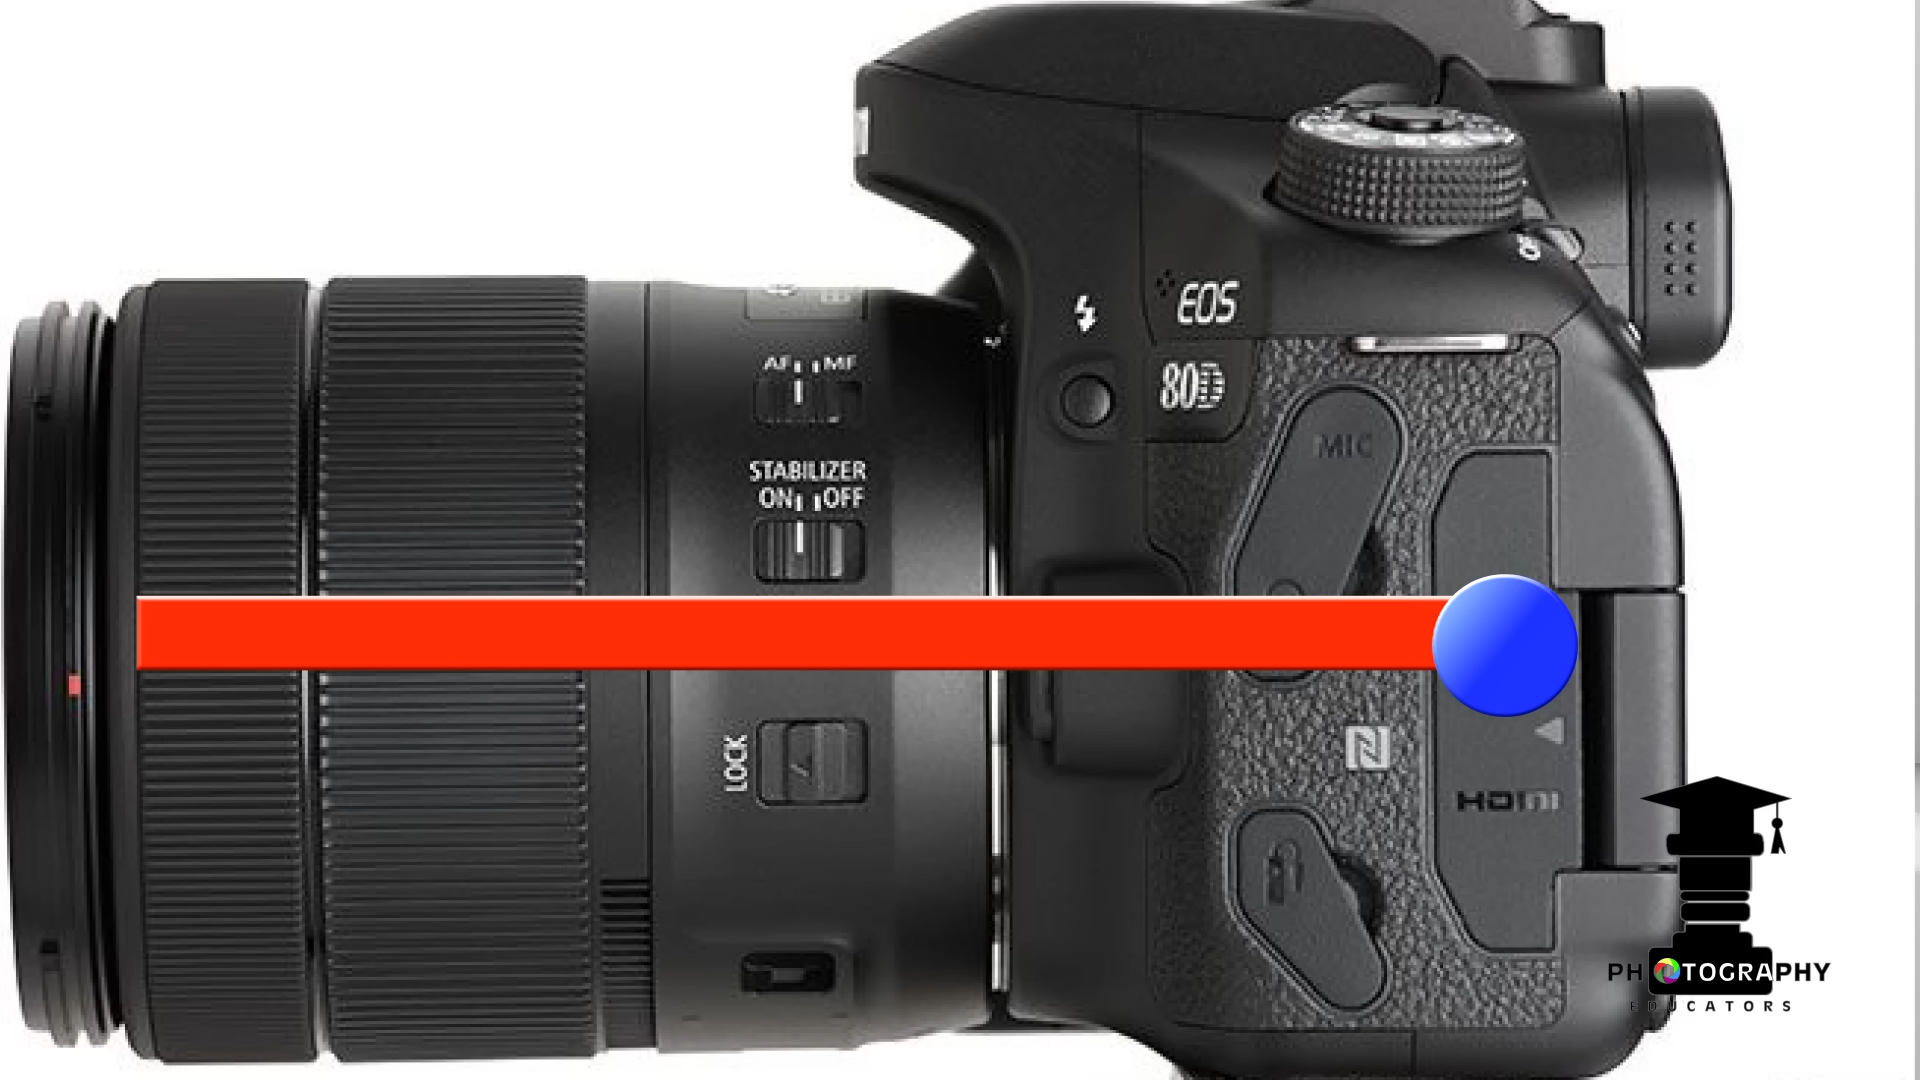 EOS
80D
AF MF
STABILIZER
ON OFF
MIC
LOCK
HDMI
PHOTOGRAPHY
EDUCATORS